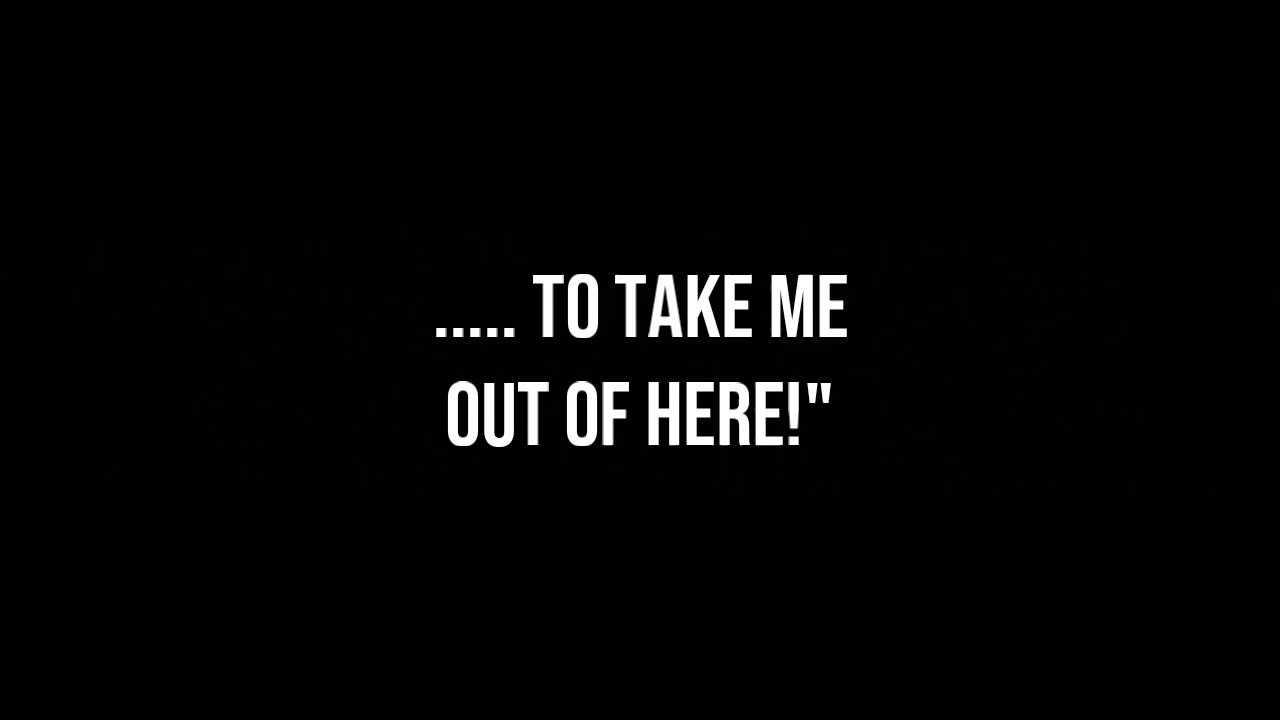 ..... TO TAKE ME
OUT OF HERE!"